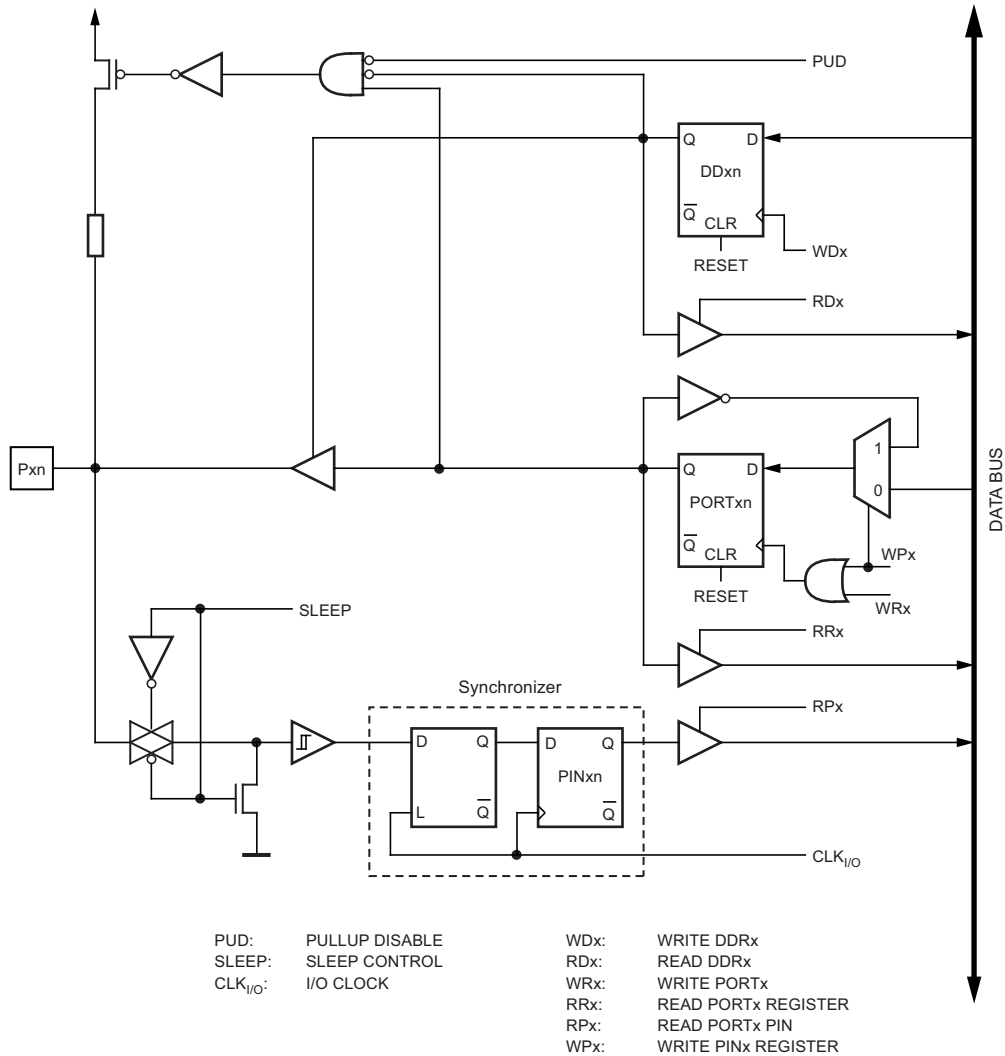 PUD
Q D
DDxn
Q
CLR
RESET
WDx
RDx
Pxn
1
0
Q D
PORTxn
Q
CLR
RESET
WPx
WRx
DATA BUS
SLEEP
RRx
Synchronizer
RPx
D Q
L Q
D Q
PINxn
Q
CLK I/O
PUD: PULLUP DISABLE
SLEEP: SLEEP CONTROL
CLK I/O: I/O CLOCK
WDx: WRITE DDRx
RDx: READ DDRx
WRx: WRITE PORTx
RRx: READ PORTx REGISTER
RPx: READ PORTx PIN
WPx: WRITE PINx REGISTER